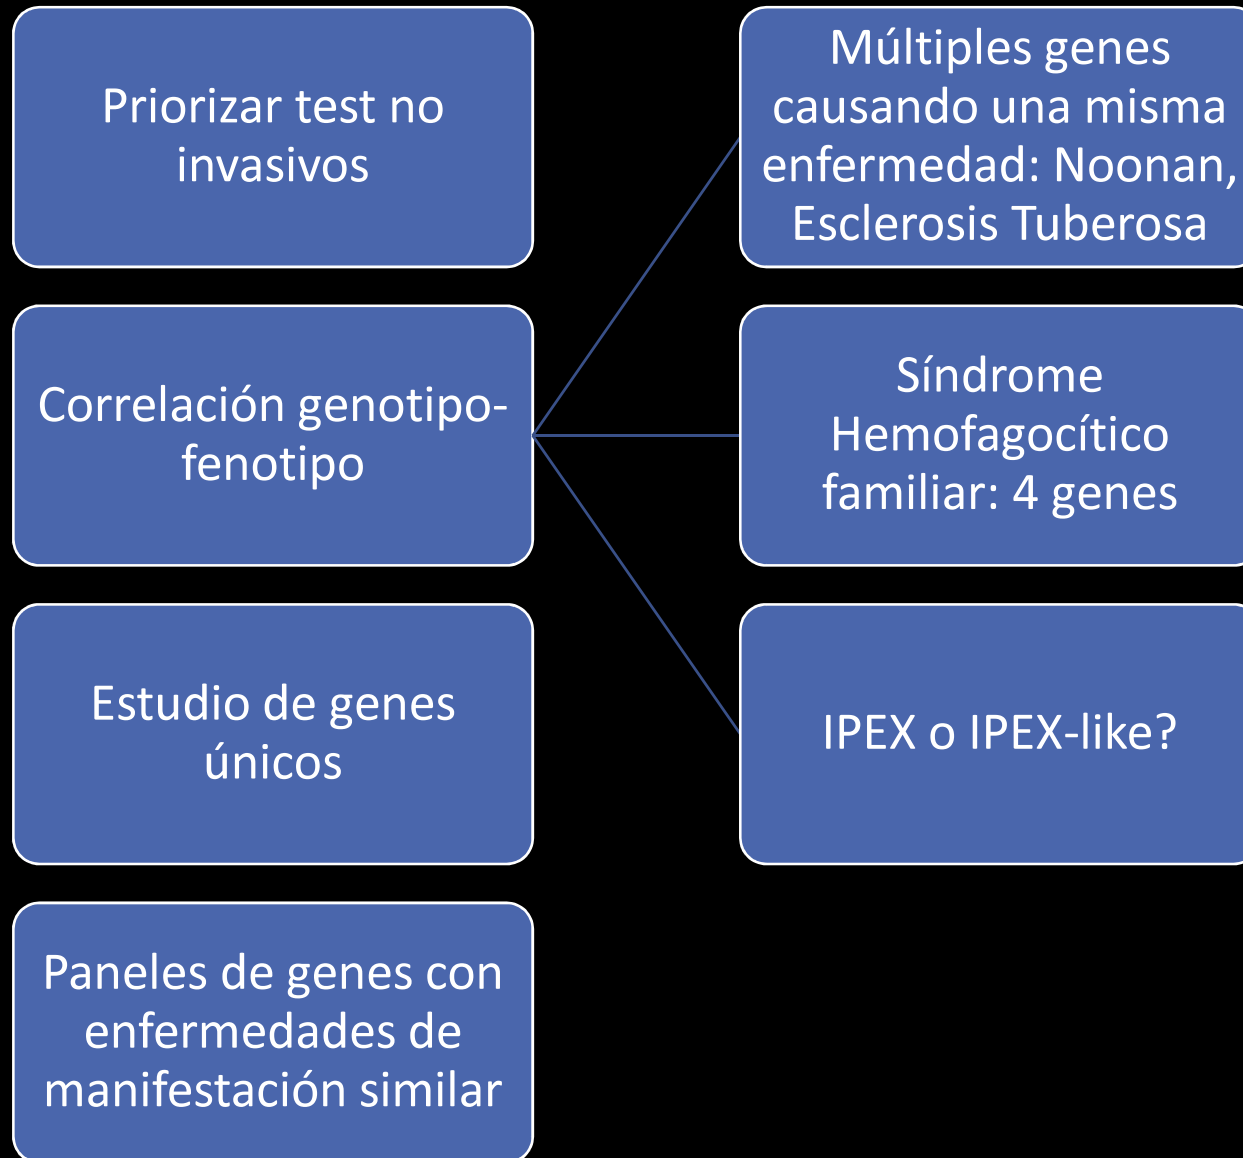 Priorizar test no
invasivos
Múltiples genes
causando una misma
enfermedad: Noonan,
Esclerosis Tuberosa
Correlación genotipo-
fenotipo
Síndrome
Hemofagocítico
familiar: 4 genes
Estudio de genes
únicos
IPEX o IPEX-like?
Paneles de genes con
enfermedades de
manifestación similar